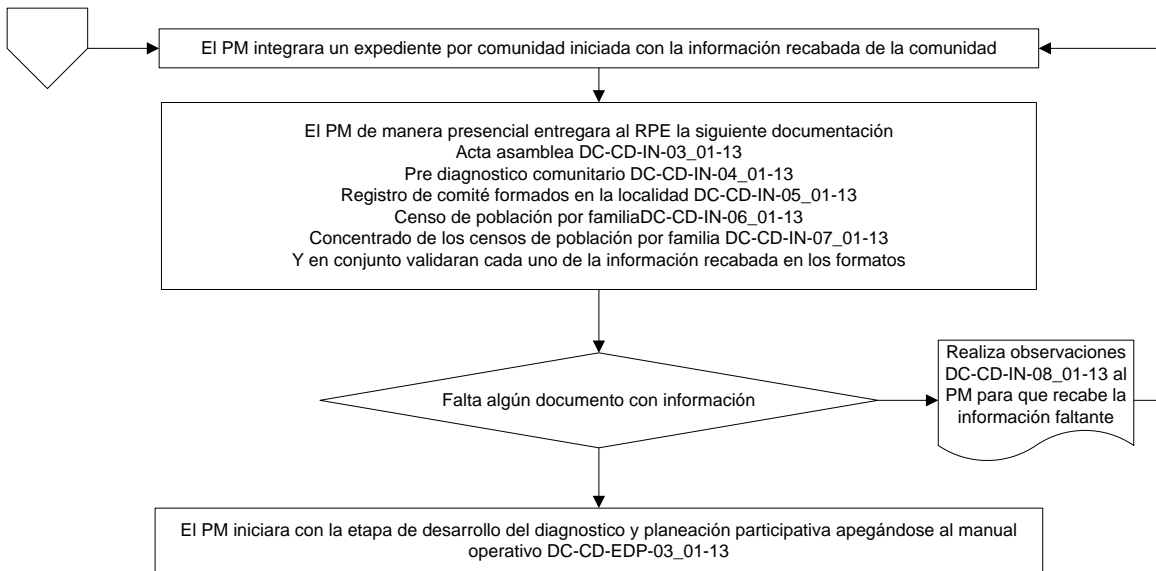 El PM integrara un expediente por comunidad iniciada con la información recabada de la comunidad
El PM de manera presencial entregara al RPE la siguiente documentación
Acta asamblea DC-CD-IN-03_01-13
Pre diagnostico comunitario DC-CD-IN-04_01-13
Registro de comité formados en la localidad DC-CD-IN-05_01-13
Censo de población por familiaDC-CD-IN-06_01-13
Concentrado de los censos de población por familia DC-CD-IN-07_01-13
Y en conjunto validaran cada uno de la información recabada en los formatos
Falta algún documento con información
Realiza observaciones
DC-CD-IN-08_01-13 al
PM para que recabe la
información faltante
El PM iniciara con la etapa de desarrollo del diagnostico y planeación participativa apegándose al manual
operativo DC-CD-EDP-03_01-13